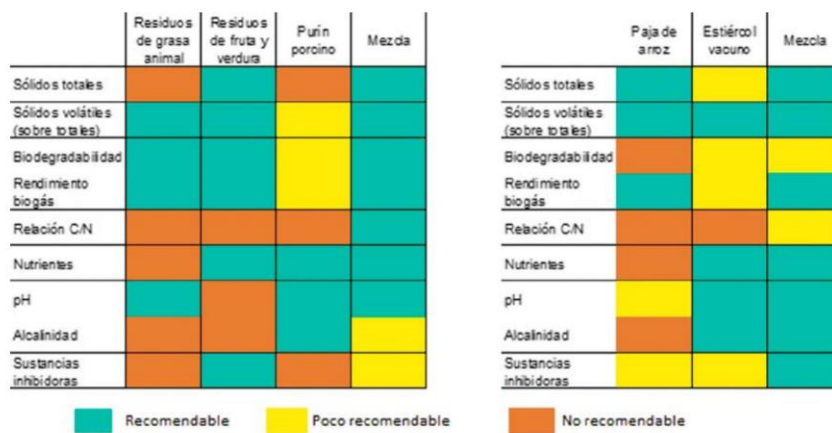 Residuos
de grasa
animal
Residuos
de fruta y
verdura
Purín
porcino
Mezcla
Sólidos totales
Sólidos volátiles
(sobre totales)
Biodegradabilidad
Rendimiento
biogás
Relación C/N
Nutrientes
pH
Alcalinidad
Sustancias
inhibidoras
Paja de
arroz
Estiércol
vacuno
Mezcla
Sólidos totales
Sólidos volátiles
(sobre totales)
Biodegradabilidad
Rendimiento
biogás
Relación C/N
Nutrientes
pH
Alcalinidad
Sustancias
inhibidoras
Recomendable
Poco recomendable
No recomendable